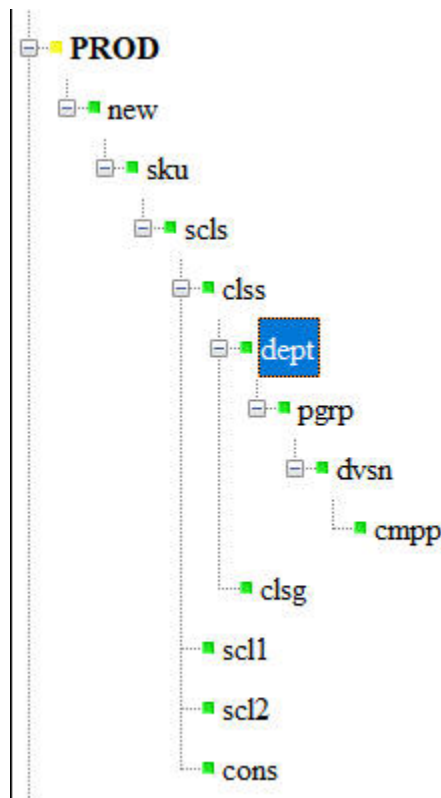 PROD
new
sku
scls
clss
dept
pgrp
dvsn
cmpp
clsg
scl1
scl2
cons